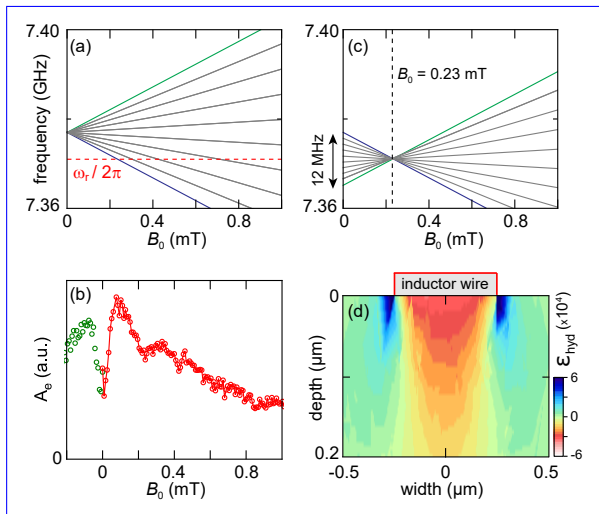 7.40
(a)
frequency (GHz)
ω_r / 2π
7.36
0 0.4 0.8
B_0 (mT)
7.40
(c)
B_0 = 0.23 mT
12 MHz
7.36
0 0.4 0.8
B_0 (mT)
(b)
A_e (a.u.)
0
0 0.4 0.8
B_0 (mT)
inductor wire
(d)
0
depth (μm)
0.2
-0.5 0 0.5
width (μm)
6
0
-6
ε_hyd (x10⁴)